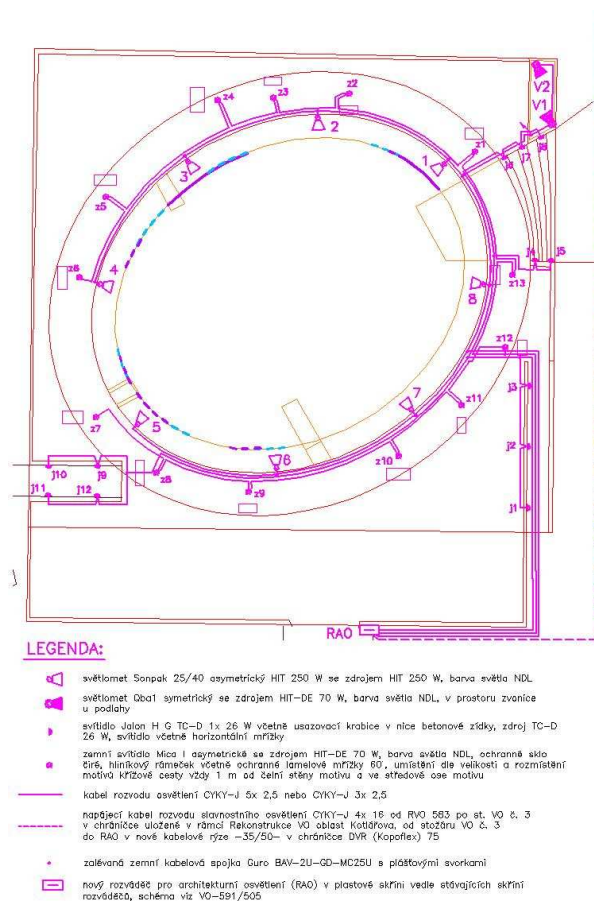 V2
V1
z4
z3
z2
2
z1
1
j6
j7
j8
3
z5
j4
j5
z6
4
z13
8
z12
j3
7
z11
z7
5
j2
6
z10
j10
j9
z8
j11
j12
z9
j1
RAO
LEGENDA:
světlomet Sonpak 25/40 asymetrický HIT 250 W se zdrojem HIT 250 W, barva světla NDL
světlomet Qba1 symetrický se zdrojem HIT-DE 70 W, barva světla NDL, v prostoru zvonice
u podlahy
svítidlo Jalon H G TC-D 1x 26 W včetně usazovací krabice v nice betonové zídky, zdroj TC-D
26 W, svítidlo včetně horizontální mřížky
zemní svítidlo Mica I asymetrické se zdrojem HIT-DE 70 W, barva světla NDL, ochranné sklo
čiré, hliníkový rámeček včetně ochranné lamelové mřížky 60°, umístění dle velikosti a rozmístění
motivů křížové cesty vždy 1 m od čelní stěny motivu a ve středové ose motivu
kabel rozvodu osvětlení CYKY-J 5x 2,5 nebo CYKY-J 3x 2,5
napájecí kabel rozvodu slavnostního osvětlení CYKY-J 4x 16 od RVO 583 po st. VO č. 3
v chráničce uložené v rámci Rekonstrukce VO oblast Kotlářova, od stožáru VO č. 3
do RAO v nové kabelové rýze -35/50- v chráničce DVR (Kopoflex) 75
zalévaná zemní kabelová spojka Guro BAV-2U-GD-MC25U s plášťovými svorkami
nový rozváděč pro architekturní osvětlení (RAO) v plastové skříni vedle stávajících skříní
rozváděčů, schéma viz VO-591/505